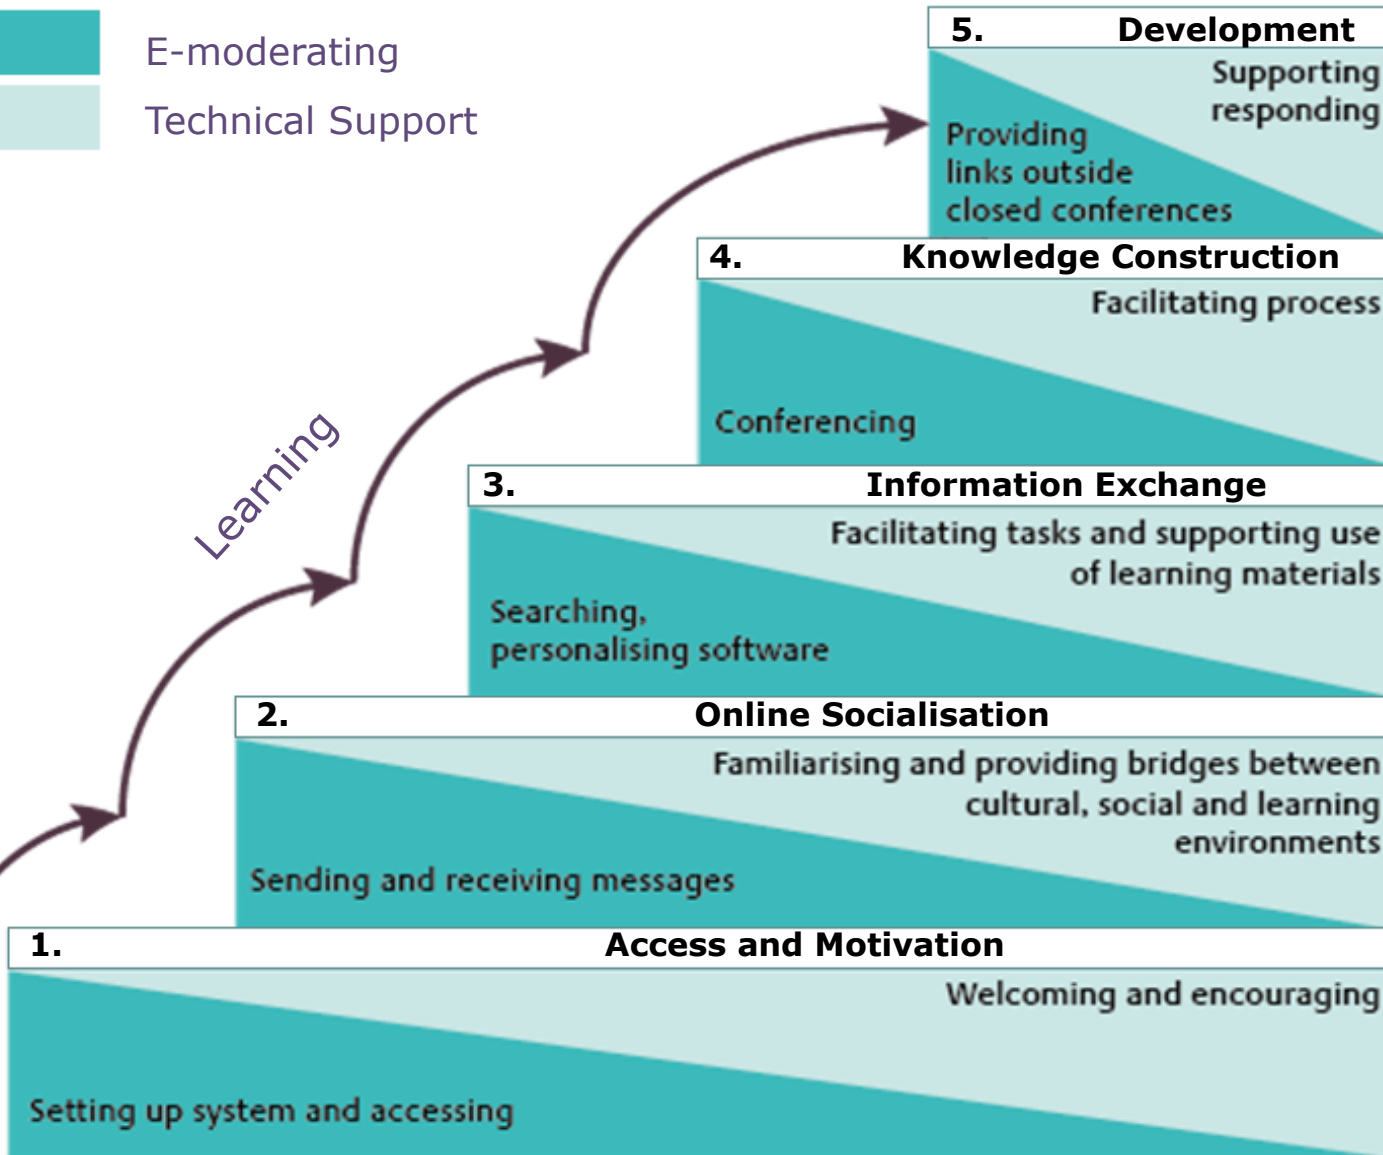 E-moderating
Technical Support
Learning
5. Development
Supporting
responding
Providing
links outside
closed conferences
4. Knowledge Construction
Facilitating process
Conferencing
3. Information Exchange
Facilitating tasks and supporting use
of learning materials
Searching,
personalising software
2. Online Socialisation
Familiarising and providing bridges between
cultural, social and learning
environments
Sending and receiving messages
1. Access and Motivation
Welcoming and encouraging
Setting up system and accessing